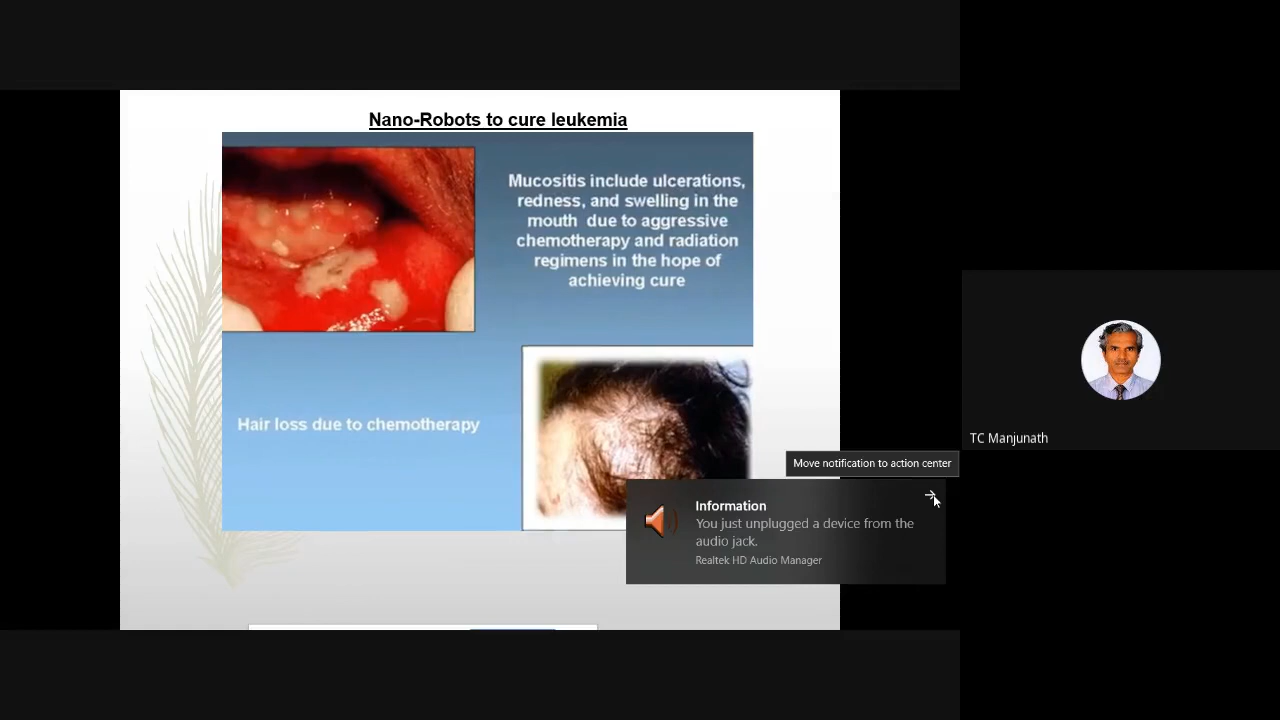 Nano-Robots to cure leukemia
Mucositis include ulcerations,
redness, and swelling in the
mouth due to aggressive
chemotherapy and radiation
regimens in the hope of
achieving cure
Hair loss due to chemotherapy
TC Manjunath
Move notification to action center
Information
You just unplugged a device from the
audio jack.
Realtek HD Audio Manager